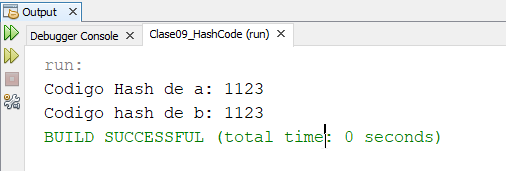 Output
Debugger Console
Clase09_HashCode (run)
run:
Codigo Hash de a: 1123
Codigo hash de b: 1123
BUILD SUCCESSFUL (total time: 0 seconds)